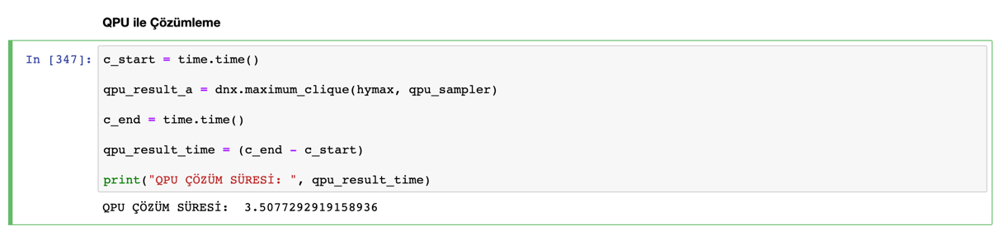 QPU ile Çözümleme
In [347]: c_start = time.time()
qpu_result_a = dnx.maximum_clique(hymax, qpu_sampler)
c_end = time.time()
qpu_result_time = (c_end - c_start)
print("QPU ÇÖZÜM SÜRESİ: ", qpu_result_time)
QPU ÇÖZÜM SÜRESİ:  3.5077292919158936